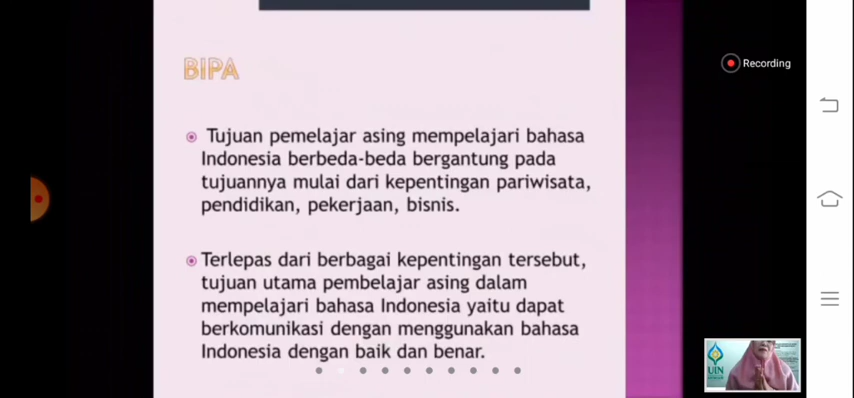 BIPA
Recording
Tujuan pemelajar asing mempelajari bahasa
Indonesia berbeda-beda bergantung pada
tujuannya mulai dari kepentingan pariwisata,
pendidikan, pekerjaan, bisnis.
Terlepas dari berbagai kepentingan tersebut,
tujuan utama pembelajar asing dalam
mempelajari bahasa Indonesia yaitu dapat
berkomunikasi dengan menggunakan bahasa
Indonesia dengan baik dan benar.
UIN